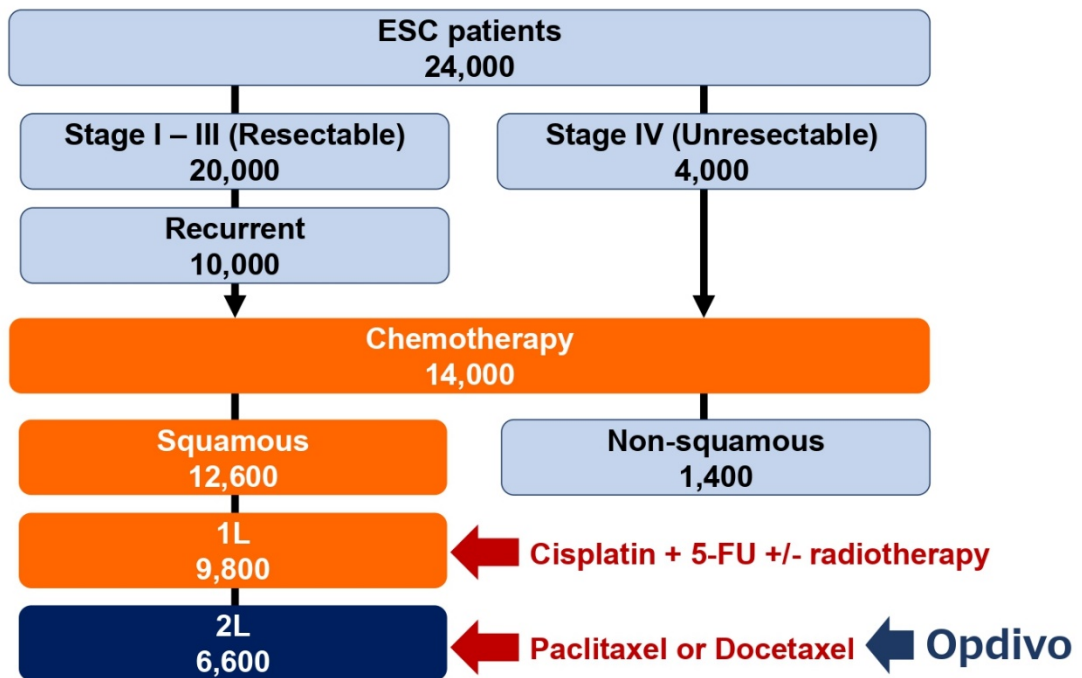 ESC patients
24,000
Stage I – III (Resectable)
20,000
Stage IV (Unresectable)
4,000
Recurrent
10,000
Chemotherapy
14,000
Squamous
12,600
Non-squamous
1,400
1L
9,800
Cisplatin + 5-FU +/- radiotherapy
2L
6,600
Paclitaxel or Docetaxel
Opdivo